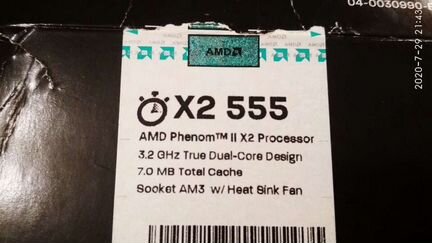 04-0030990-
2020-7-29 21:43
AMD
X2 555
AMD Phenom™ II X2 Processor
3.2 GHz True Dual-Core Design
7.0 MB Total Cache
Socket AM3 w/ Heat Sink Fan